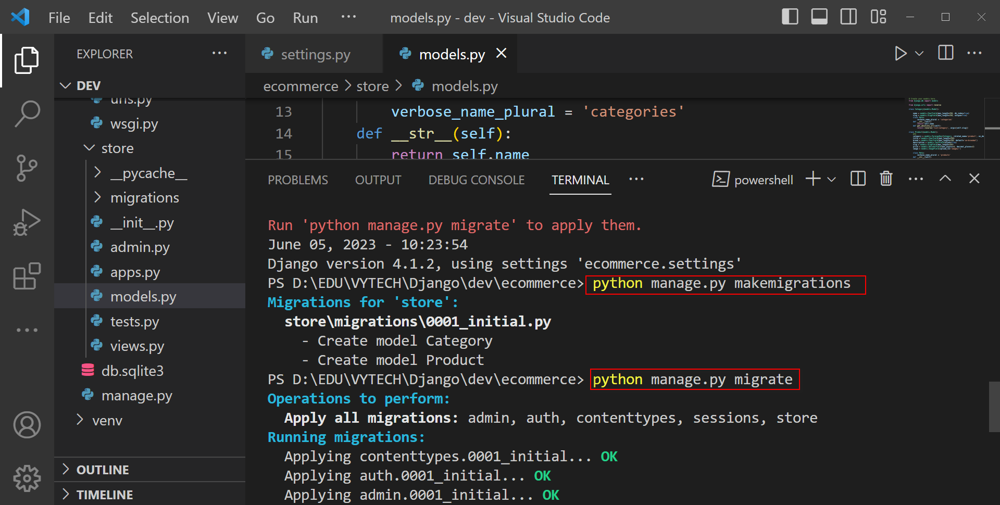 File Edit Selection View Go Run ··· models.py - dev - Visual Studio Code
EXPLORER ···
settings.py
models.py
DEV
urls.py
wsgi.py
store
__pycache__
migrations
__init__.py
admin.py
apps.py
models.py
tests.py
views.py
db.sqlite3
manage.py
venv
OUTLINE
TIMELINE
ecommerce > store > models.py
13 verbose_name_plural = 'categories'
14 def __str__(self):
15 return self.name
PROBLEMS OUTPUT DEBUG CONSOLE TERMINAL ··· powershell
Run 'python manage.py migrate' to apply them.
June 05, 2023 - 10:23:54
Django version 4.1.2, using settings 'ecommerce.settings'
PS D:\EDU\VYTECH\Django\dev\ecommerce> python manage.py makemigrations
Migrations for 'store':
store\migrations\0001_initial.py
- Create model Category
- Create model Product
PS D:\EDU\VYTECH\Django\dev\ecommerce> python manage.py migrate
Operations to perform:
Apply all migrations: admin, auth, contenttypes, sessions, store
Running migrations:
Applying contenttypes.0001_initial... OK
Applying auth.0001_initial... OK
Applying admin.0001_initial... OK